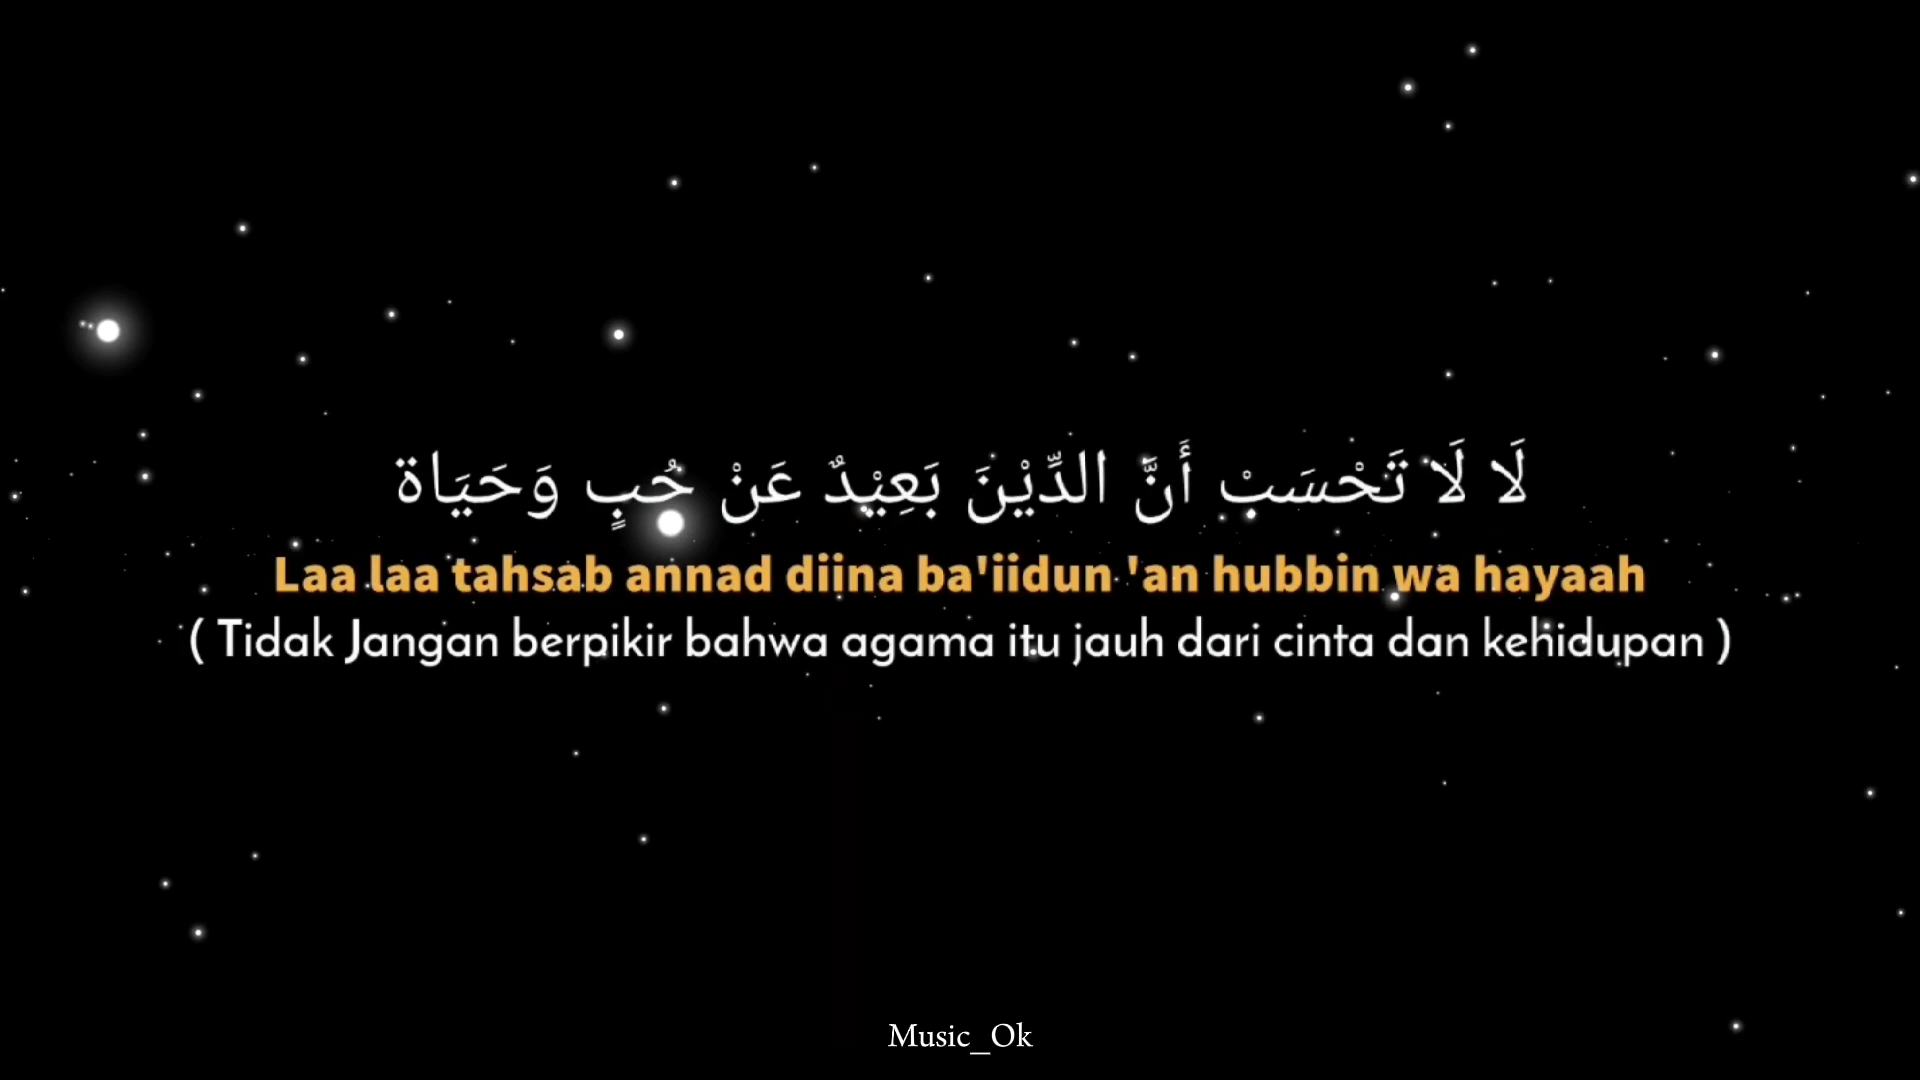 لَا لَا تَحْسَبْ أَنَّ الدِّيْنَ بَعِيْدٌ عَنْ حُبٍ وَحَيَاة
Laa laa tahsab annad diina ba'iidun 'an hubbin wa hayaah
( Tidak Jangan berpikir bahwa agama itu jauh dari cinta dan kehidupan )
Music_Ok